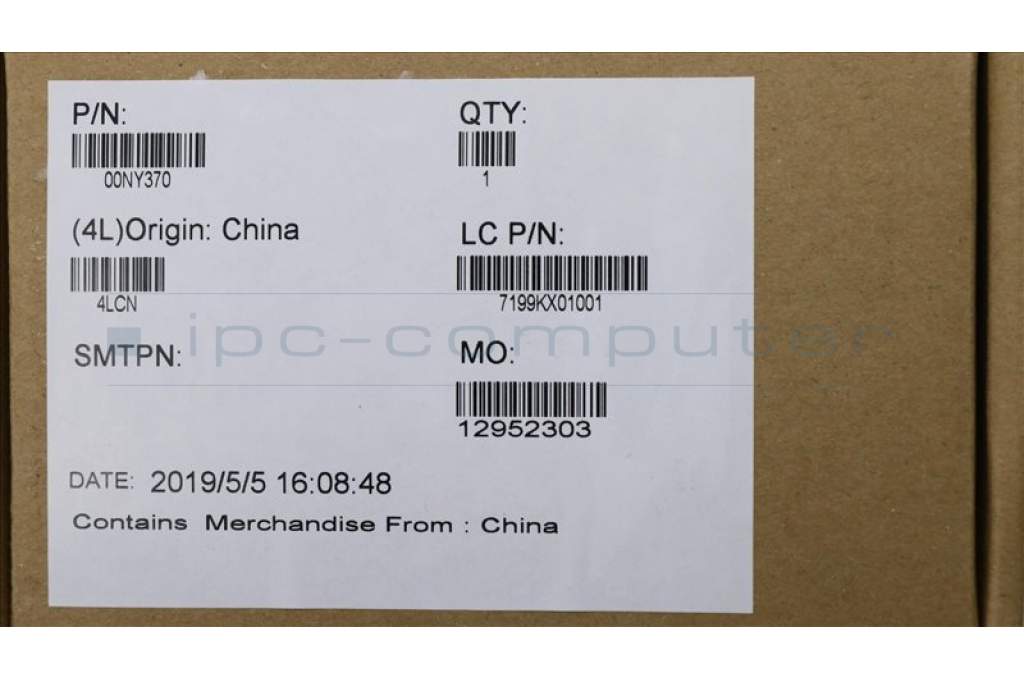 P/N:
00NY370
QTY:
1
(4L)Origin: China
4LCN
LC P/N:
7199KX01001
ipc-computer
SMTPN:
MO:
12952303
DATE: 2019/5/5 16:08:48
Contains Merchandise From : China